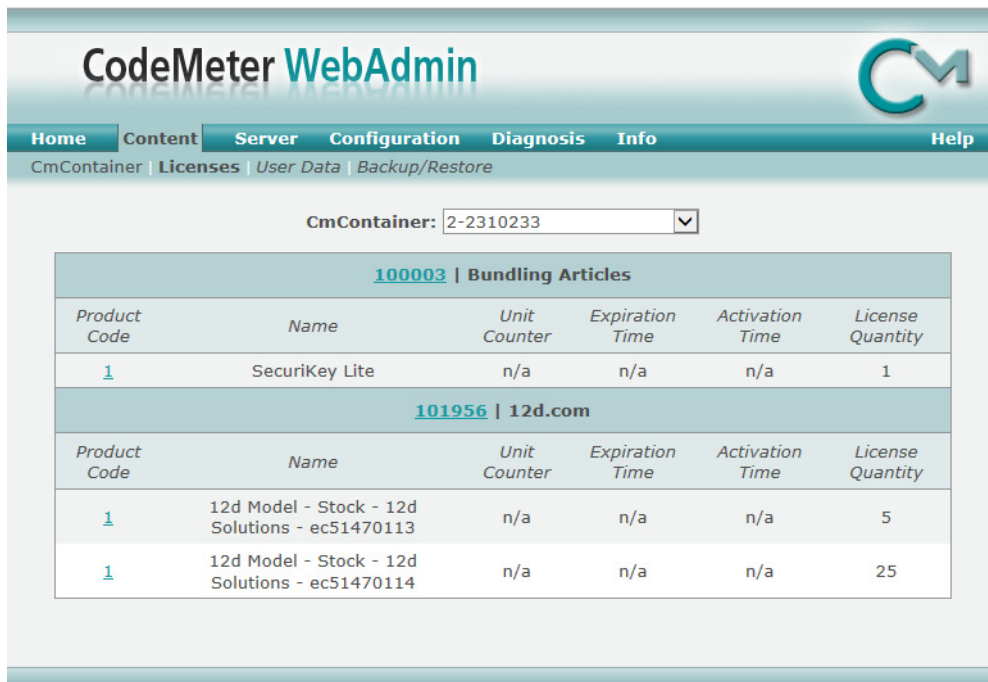 CodeMeter WebAdmin
CM
Home Content Server Configuration Diagnosis Info Help
CmContainer | Licenses | User Data | Backup/Restore
CmContainer: 2-2310233
100003 | Bundling Articles
Product Code Name Unit Counter Expiration Time Activation Time License Quantity
1 SecuriKey Lite n/a n/a n/a 1
101956 | 12d.com
Product Code Name Unit Counter Expiration Time Activation Time License Quantity
1 12d Model - Stock - 12d Solutions - ec51470113 n/a n/a n/a 5
1 12d Model - Stock - 12d Solutions - ec51470114 n/a n/a n/a 25